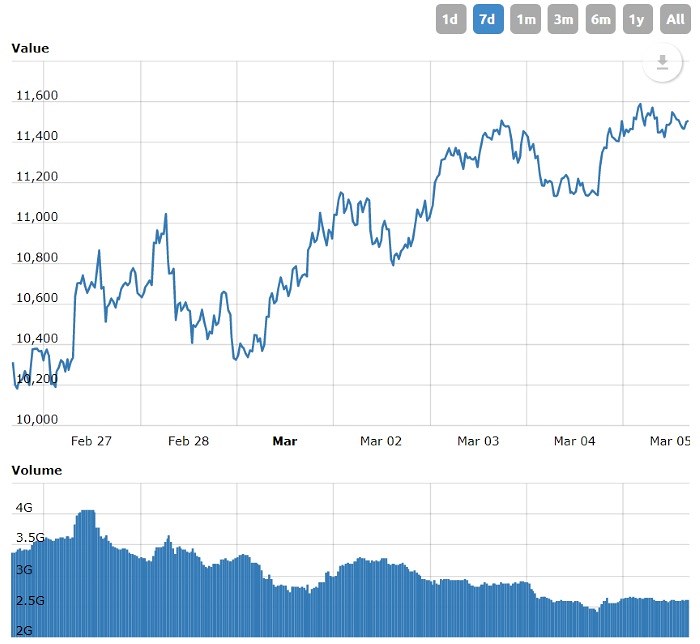 1d 7d 1m 3m 6m 1y All
Value
11,600
11,400
11,200
11,000
10,800
10,600
10,400
10,200
10,000
Feb 27 Feb 28 Mar Mar 02 Mar 03 Mar 04 Mar 05
Volume
4G
3.5G
3G
2.5G
2G